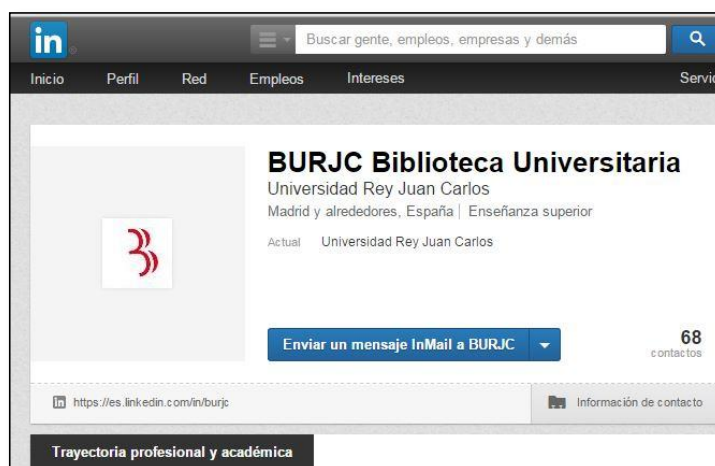 in
Buscar gente, empleos, empresas y demás
Inicio Perfil Red Empleos Intereses Servic
BURJC Biblioteca Universitaria
Universidad Rey Juan Carlos
Madrid y alrededores, España | Enseñanza superior
Actual Universidad Rey Juan Carlos
Enviar un mensaje InMail a BURJC
68
contactos
in https://es.linkedin.com/in/burjc Información de contacto
Trayectoria profesional y académica